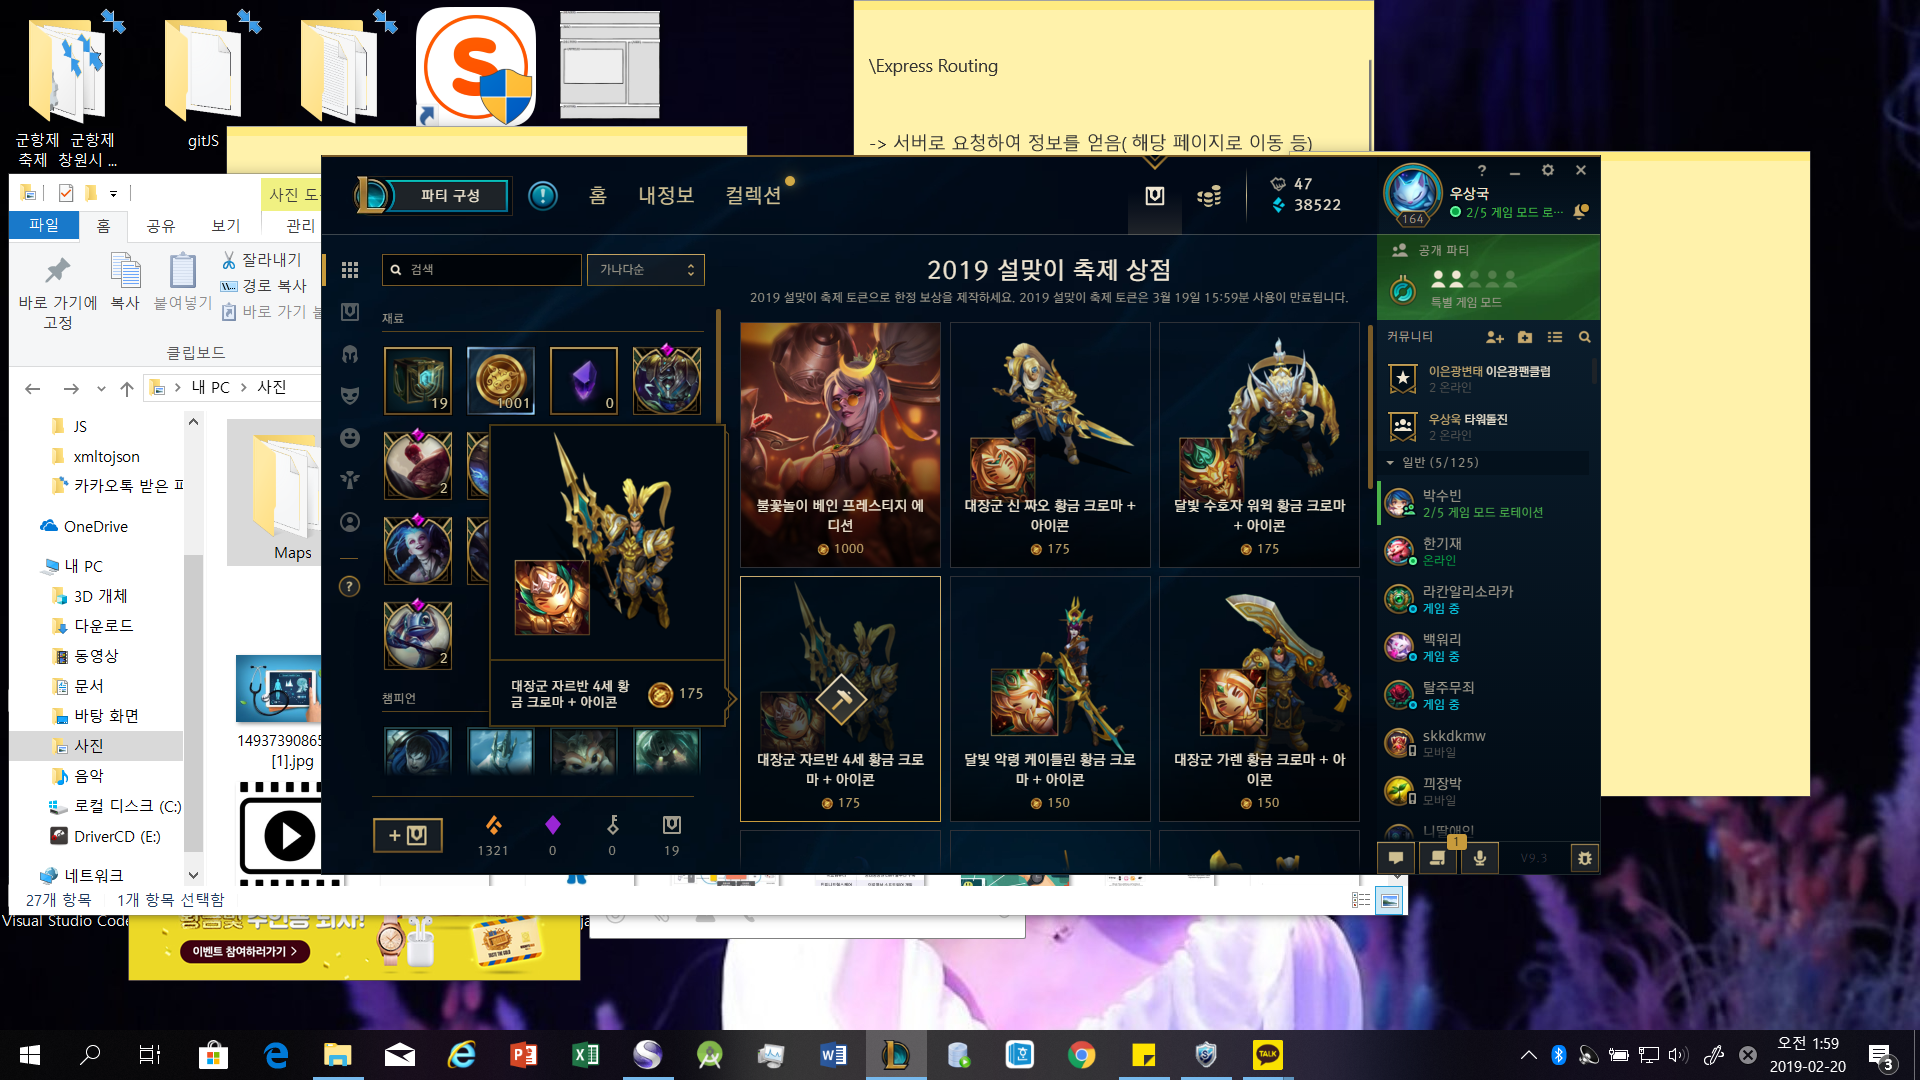 \Express Routing
-> 서버로 요청하여 정보를 얻음( 해당 페이지로 이동 등)
군항제 군항제
축제 창원시 ...
gitJS
사진 도
파일
홈
공유
보기
관리
바로 가기에
고정
복사
붙여넣기
잘라내기
경로 복사
바로 가기
클립보드
내 PC
사진
JS
xmltojson
카카오톡 받은 파
OneDrive
내 PC
3D 개체
다운로드
동영상
문서
바탕 화면
사진
음악
로컬 디스크 (C:)
DriverCD (E:)
네트워크
Maps
14937390865
[1].jpg
27개 항목
1개 항목 선택함
Visual Studio Code
이벤트 참여하러가기 >
파티 구성
홈
내정보
컬렉션
47
38522
164
우상국
2/5 게임 모드 로...
검색
가나다순
재료
19
1001
0
2
2
대장군 자르반 4세 황
금 크로마 + 아이콘
175
챔피언
1321
0
0
19
2019 설맞이 축제 상점
2019 설맞이 축제 토큰으로 한정 보상을 제작하세요. 2019 설맞이 축제 토큰은 3월 19일 15:59분 사용이 만료됩니다.
불꽃놀이 베인 프레스티지 에
디션
1000
대장군 신 짜오 황금 크로마 +
아이콘
175
달빛 수호자 워윅 황금 크로마
+ 아이콘
175
대장군 자르반 4세 황금 크로
마 + 아이콘
175
달빛 악령 케이틀린 황금 크로
마 + 아이콘
150
대장군 가렌 황금 크로마 + 아
이콘
150
공개 파티
특별 게임 모드
커뮤니티
이은광변태 이은광팬클럽
2 온라인
우상욱 타워돌진
2 온라인
일반 (5/125)
박수빈
2/5 게임 모드 로테이션
한기재
온라인
라칸알리소라카
게임 중
백워리
게임 중
탈주무죄
게임 중
skkdkmw
모바일
끠장박
모바일
1
V9.3
TALK
오전 1:59
2019-02-20
3